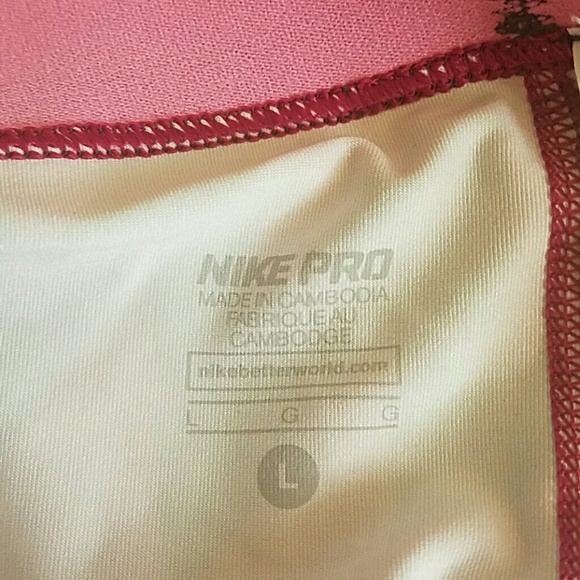 NIKE PRO
MADE IN CAMBODIA
FABRIQUE AU
CAMBODGE
nikebetterworld.com
L G G
L